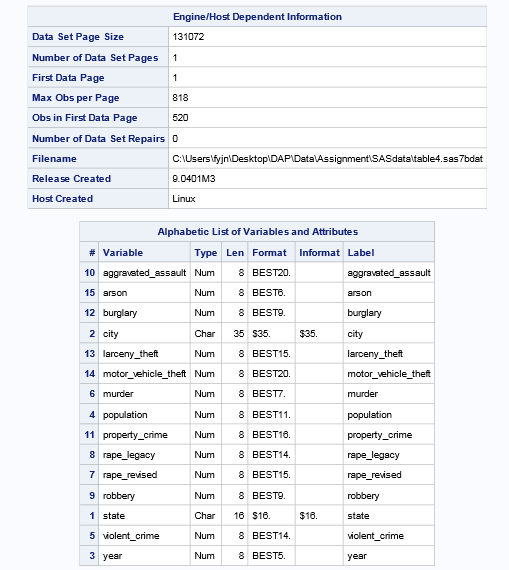 Engine/Host Dependent Information
Data Set Page Size 131072
Number of Data Set Pages 1
First Data Page 1
Max Obs per Page 818
Obs in First Data Page 520
Number of Data Set Repairs 0
Filename C:\Users\fyjn\Desktop\DAP\Data\Assignment\SASdata\table4.sas7bdat
Release Created 9.0401M3
Host Created Linux
Alphabetic List of Variables and Attributes
# Variable Type Len Format Informat Label
10 aggravated_assault Num 8 BEST20. aggravated_assault
15 arson Num 8 BEST6. arson
12 burglary Num 8 BEST9. burglary
2 city Char 35 $35. $35. city
13 larceny_theft Num 8 BEST15. larceny_theft
14 motor_vehicle_theft Num 8 BEST20. motor_vehicle_theft
6 murder Num 8 BEST7. murder
4 population Num 8 BEST11. population
11 property_crime Num 8 BEST16. property_crime
8 rape_legacy Num 8 BEST14. rape_legacy
7 rape_revised Num 8 BEST15. rape_revised
9 robbery Num 8 BEST9. robbery
1 state Char 16 $16. $16. state
5 violent_crime Num 8 BEST14. violent_crime
3 year Num 8 BEST5. year